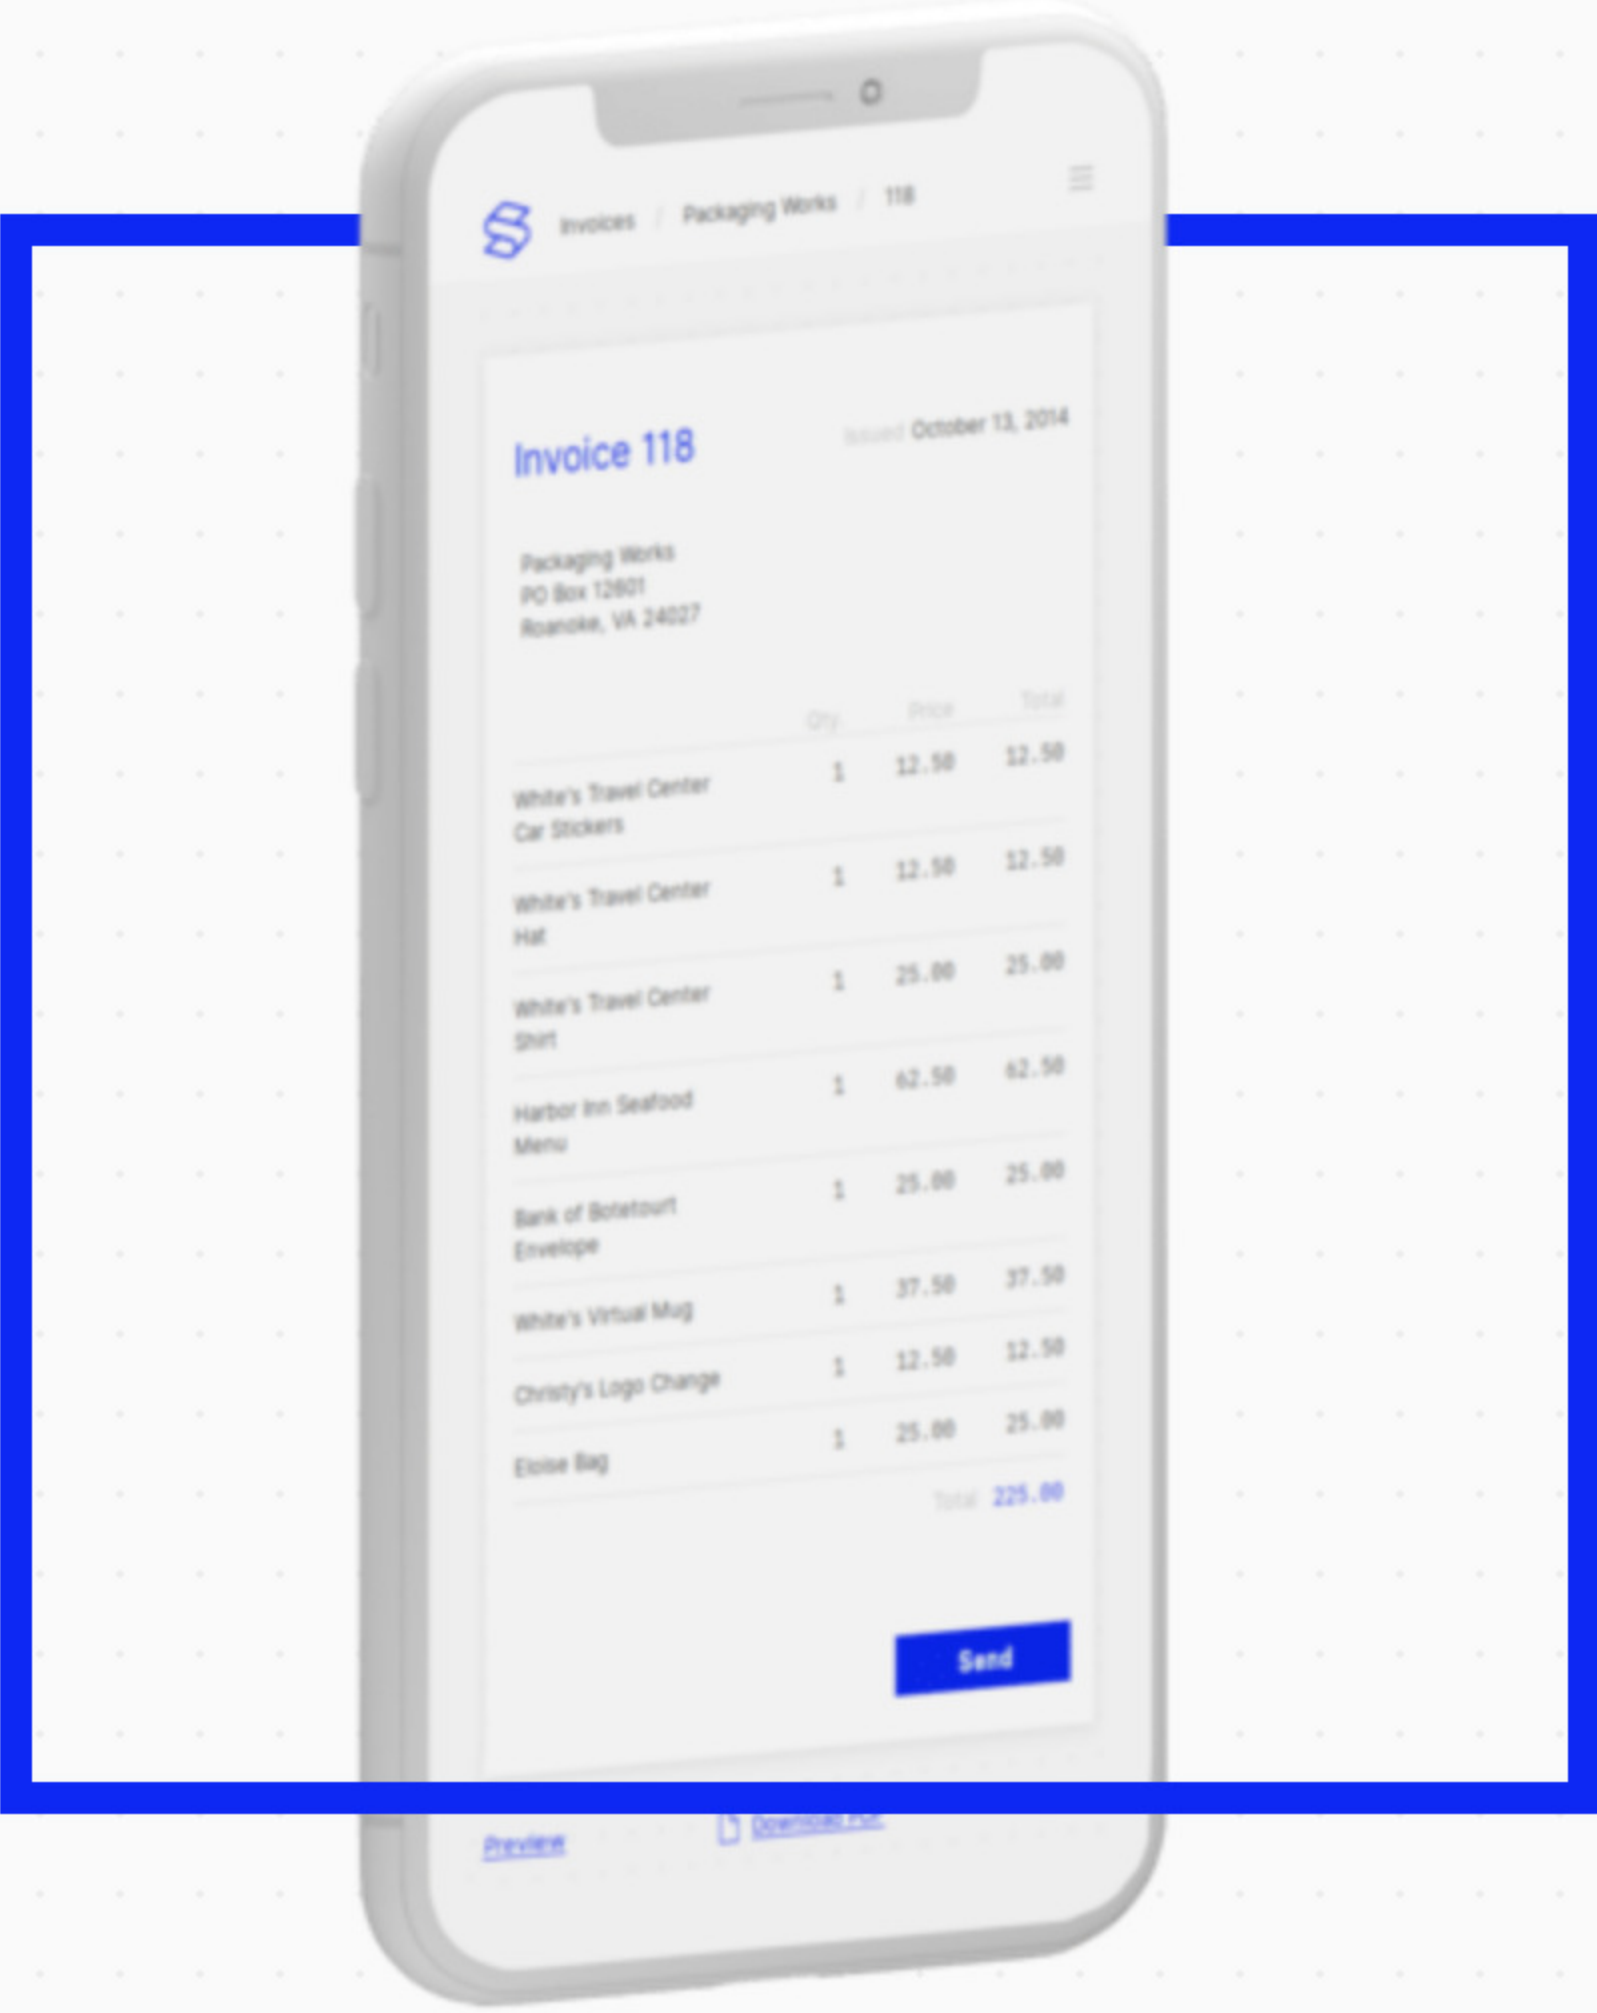 Invoices / Packaging Works / 118
Invoice 118
Issued October 13, 2014
Packaging Works
PO Box 12601
Roanoke, VA 24027
Qty. Price Total
White's Travel Center 1 12.50 12.50
Car Stickers
White's Travel Center 1 12.50 12.50
Hat
White's Travel Center 1 25.00 25.00
Shirt
Harbor Inn Seafood 1 62.50 62.50
Menu
Bank of Botetourt 1 25.00 25.00
Envelope
White's Virtual Mug 1 37.50 37.50
Christy's Logo Change 1 12.50 12.50
Eloise Bag 1 25.00 25.00
Total 225.00
Send
Preview Download PDF